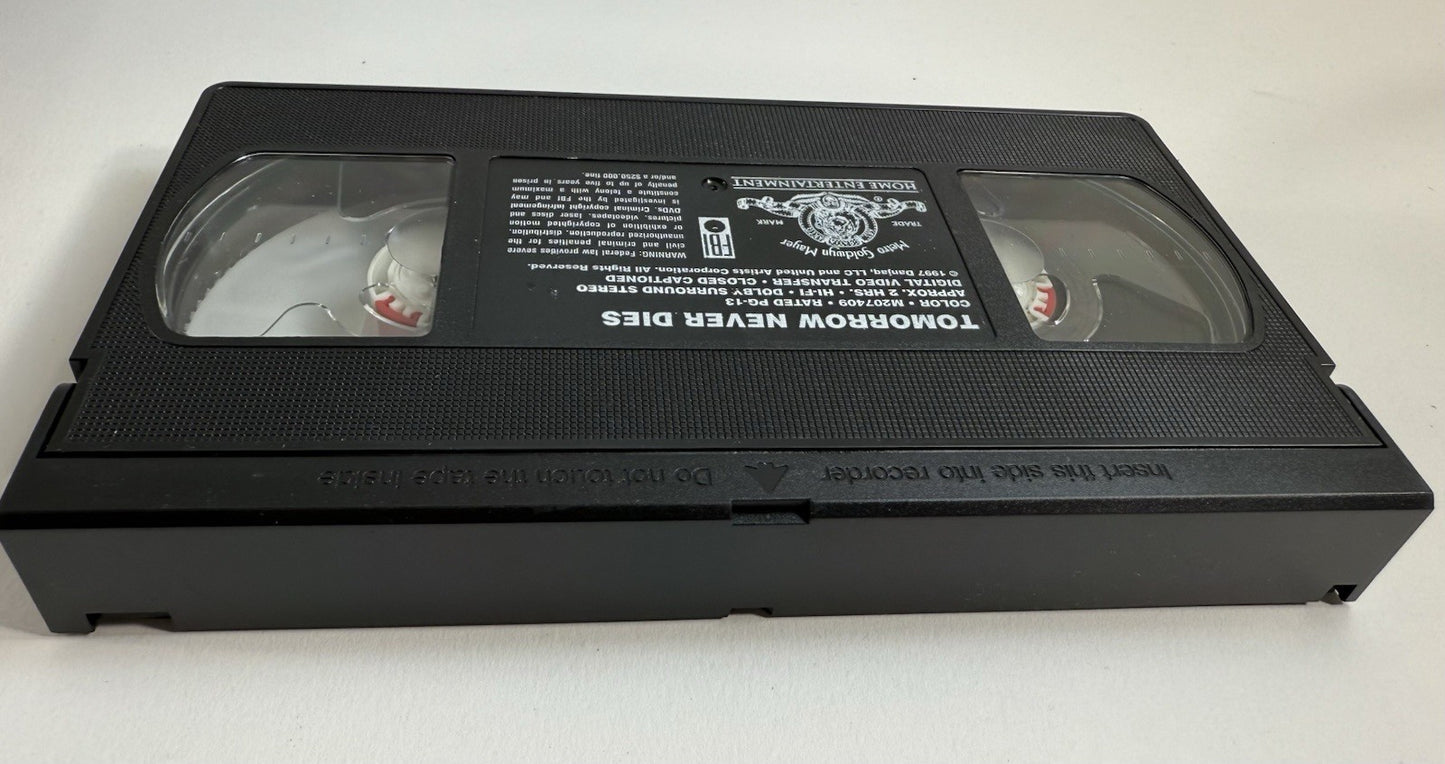 TOMORROW NEVER DIES
COLOR • M207409 • RATED PG-13
APPROX. 2 HRS. • HI-FI • DOLBY SURROUND STEREO
DIGITAL VIDEO TRANSFER • CLOSED CAPTIONED
© 1997 Danjaq, LLC and United Artists Corporation. All Rights Reserved.
Metro Goldwyn Mayer
TRADE MARK
HOME ENTERTAINMENT
FBI
WARNING: Federal law provides severe
civil and criminal penalties for the
unauthorized reproduction, distribution,
or exhibition of copyrighted motion
pictures, videotapes, laser discs and
DVDs. Criminal copyright infringement
is investigated by the FBI and may
constitute a felony with a maximum
penalty of up to five years in prison
and/or a $250,000 fine.
Insert this side into recorder
Do not touch the tape inside